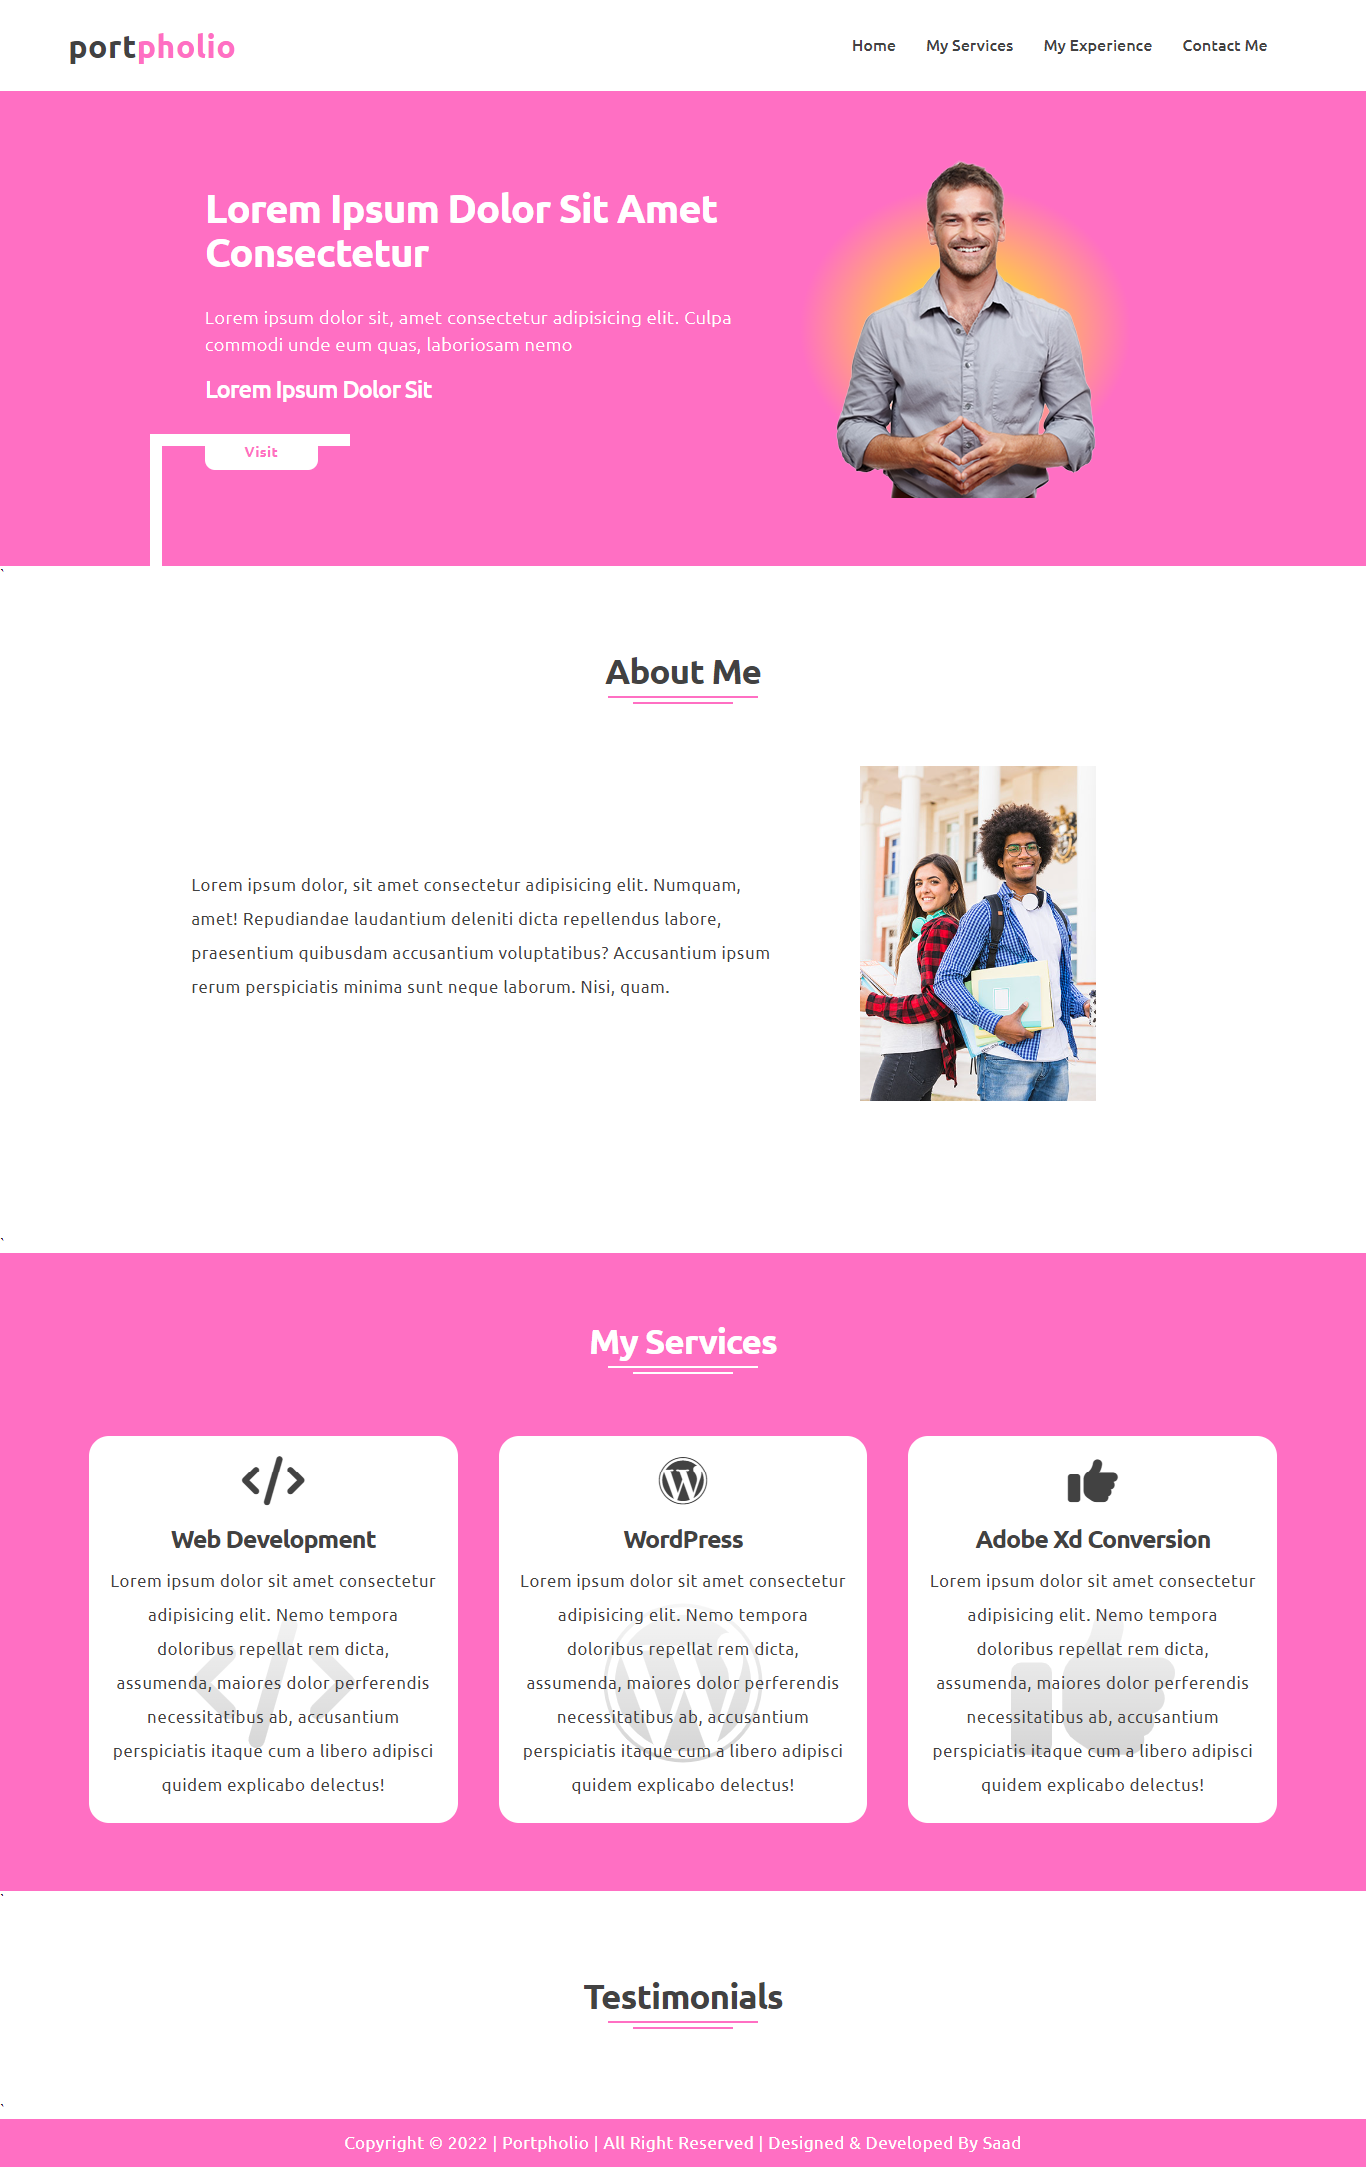 portpholio
Home My Services My Experience Contact Me
Lorem Ipsum Dolor Sit Amet
Consectetur
Lorem ipsum dolor sit, amet consectetur adipisicing elit. Culpa
commodi unde eum quas, laboriosam nemo
Lorem Ipsum Dolor Sit
Visit
`
About Me
Lorem ipsum dolor, sit amet consectetur adipisicing elit. Numquam,
amet! Repudiandae laudantium deleniti dicta repellendus labore,
praesentium quibusdam accusantium voluptatibus? Accusantium ipsum
rerum perspiciatis minima sunt neque laborum. Nisi, quam.
`
My Services
Web Development
Lorem ipsum dolor sit amet consectetur
adipisicing elit. Nemo tempora
doloribus repellat rem dicta,
assumenda, maiores dolor perferendis
necessitatibus ab, accusantium
perspiciatis itaque cum a libero adipisci
quidem explicabo delectus!
WordPress
Lorem ipsum dolor sit amet consectetur
adipisicing elit. Nemo tempora
doloribus repellat rem dicta,
assumenda, maiores dolor perferendis
necessitatibus ab, accusantium
perspiciatis itaque cum a libero adipisci
quidem explicabo delectus!
Adobe Xd Conversion
Lorem ipsum dolor sit amet consectetur
adipisicing elit. Nemo tempora
doloribus repellat rem dicta,
assumenda, maiores dolor perferendis
necessitatibus ab, accusantium
perspiciatis itaque cum a libero adipisci
quidem explicabo delectus!
`
Testimonials
`
Copyright © 2022 | Portpholio | All Right Reserved | Designed & Developed By Saad